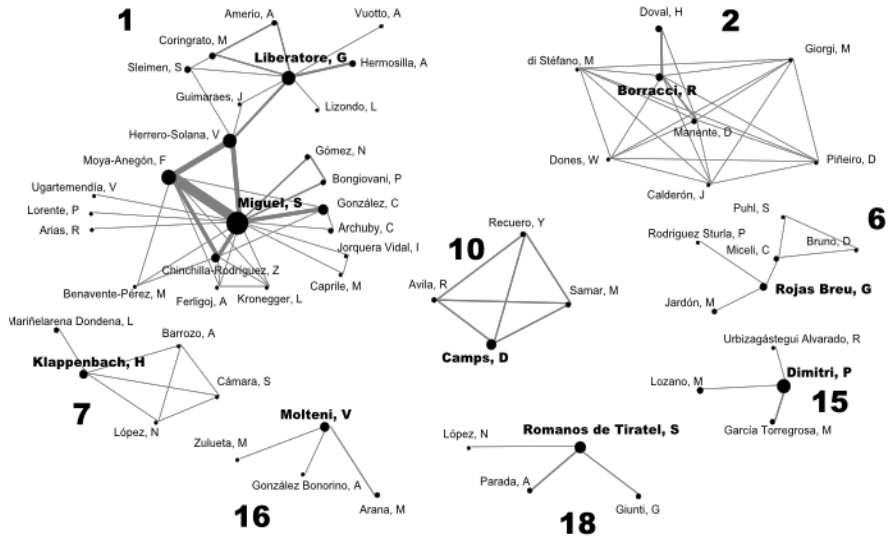 1
Amerio, A
Vuotto, A
Coringrato, M
Liberatore, G
Sleimen, S
Hermosilla, A
Guimaraes, J
Lizondo, L
Herrero-Solana, V
Gómez, N
Moya-Anegón, F
Bongiovani, P
Ugartemendía, V
Miguel, S
González, C
Lorente, P
Arias, R
Archuby, C
Jorquera Vidal, I
Chinchilla-Rodríguez, Z
Caprile, M
Benavente-Pérez, M
Ferligoj, A
Kronegger, L
2
Doval, H
di Stéfano, M
Giorgi, M
Borracci, R
Manente, D
Dones, W
Piñeiro, D
Calderón, J
6
Puhl, S
Rodriguez Sturla, P
Miceli, C
Bruno, D
Rojas Breu, G
Jardón, M
10
Recuero, Y
Avila, R
Samar, M
Camps, D
Mariñelarena Dondena, L
Barrozo, A
Klappenbach, H
Cámara, S
7
López, N
Urbizagástegui Alvarado, R
Dimitri, P
Lozano, M
15
García Torregrosa, M
Molteni, V
Zulueta, M
González Bonorino, A
Arana, M
16
Romanos de Tiratel, S
López, N
Parada, A
Giunti, G
18